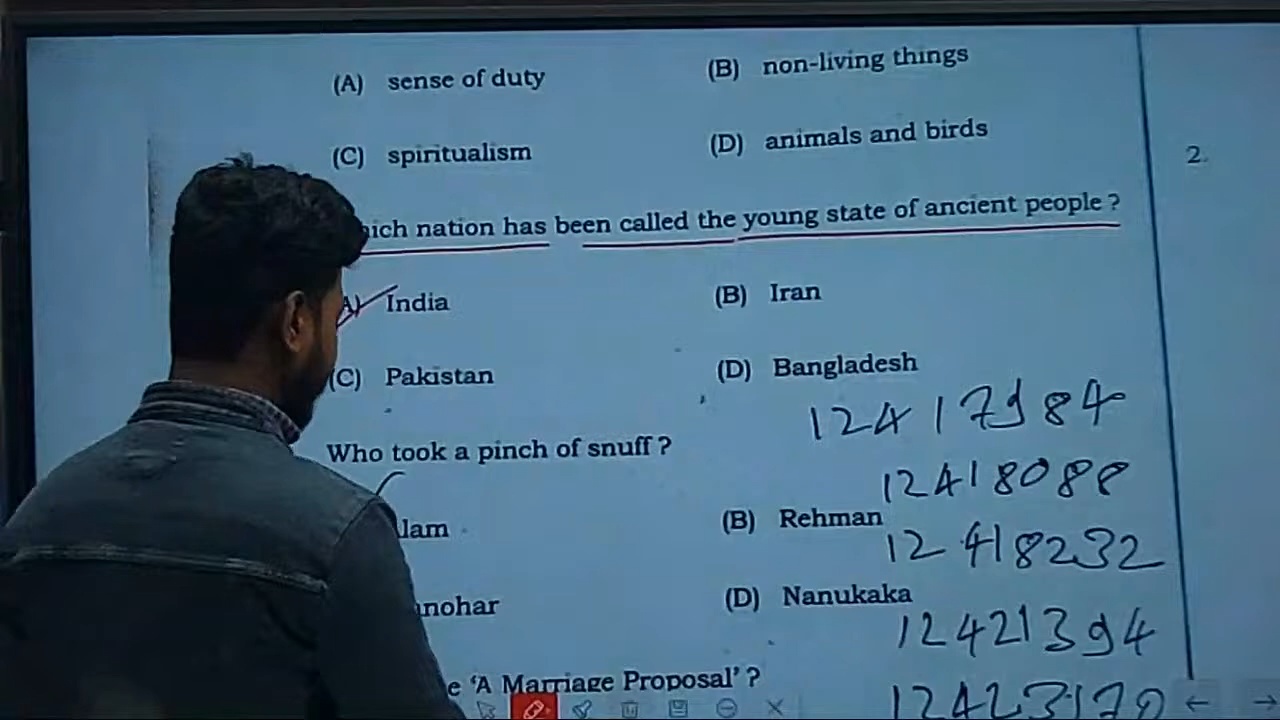 (A) sense of duty (B) non-living things
(C) spiritualism (D) animals and birds
2.
ich nation has been called the young state of ancient people ?
A) India (B) Iran
(C) Pakistan (D) Bangladesh
12417984
Who took a pinch of snuff ?
12418088
lam (B) Rehman
12418232
nohar (D) Nanukaka
12421394
e 'A Marriage Proposal' ?